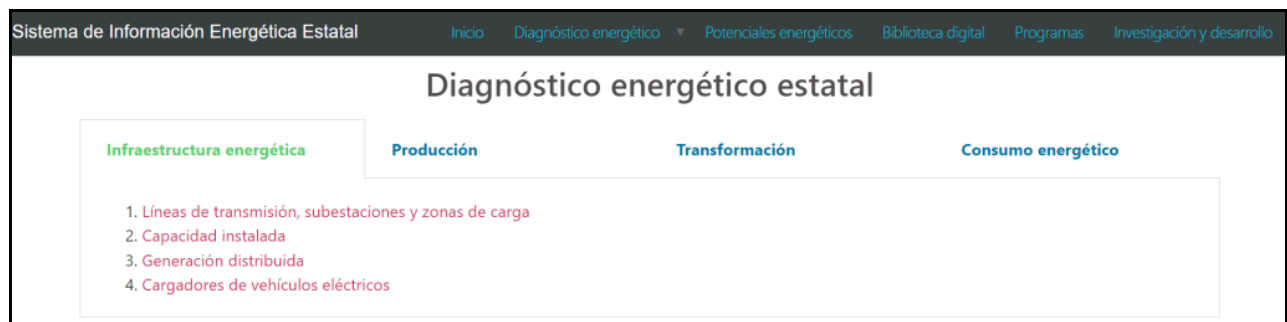 Sistema de Información Energética Estatal Inicio Diagnóstico energético ▼ Potenciales energéticos Biblioteca digital Programas Investigación y desarrollo
Diagnóstico energético estatal
Infraestructura energética Producción Transformación Consumo energético
1. Líneas de transmisión, subestaciones y zonas de carga
2. Capacidad instalada
3. Generación distribuida
4. Cargadores de vehículos eléctricos